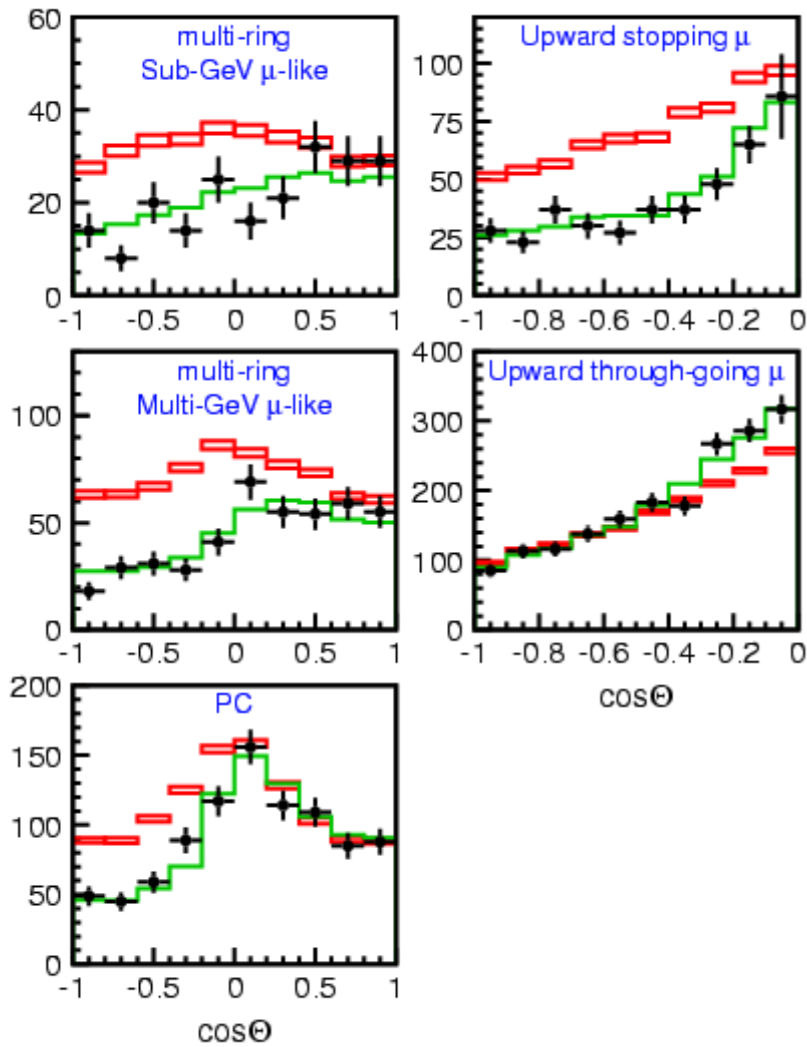 60
40
20
0
multi-ring
Sub-GeV μ-like
-1 -0.5 0 0.5 1
100
75
50
25
0
Upward stopping μ
-1 -0.8 -0.6 -0.4 -0.2 0
100
50
0
multi-ring
Multi-GeV μ-like
-1 -0.5 0 0.5 1
400
300
200
100
0
Upward through-going μ
-1 -0.8 -0.6 -0.4 -0.2 0
cosΘ
200
150
100
50
0
PC
-1 -0.5 0 0.5 1
cosΘ